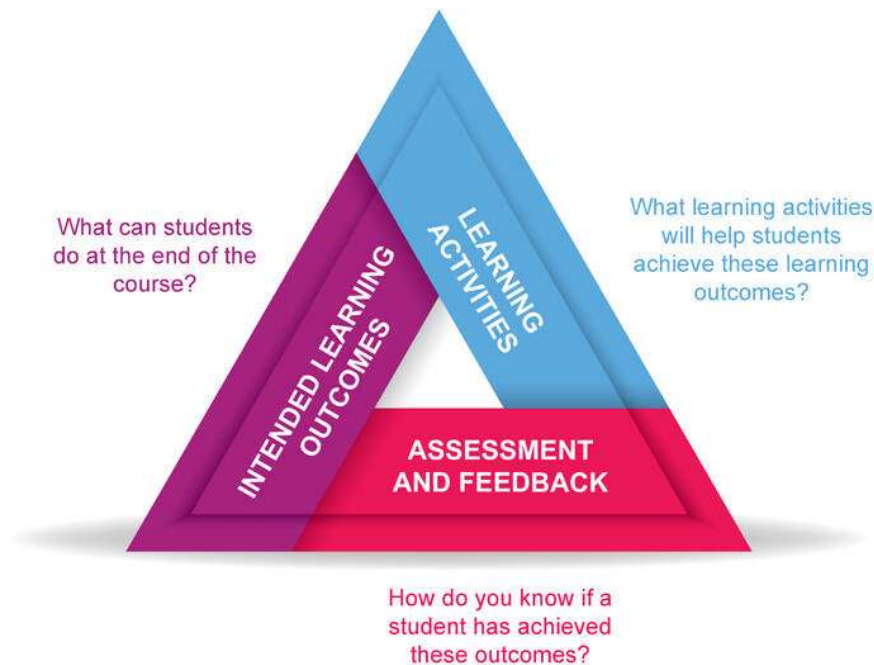 What can students
do at the end of the
course?
INTENDED LEARNING
OUTCOMES
LEARNING
ACTIVITIES
What learning activities
will help students
achieve these learning
outcomes?
ASSESSMENT
AND FEEDBACK
How do you know if a
student has achieved
these outcomes?